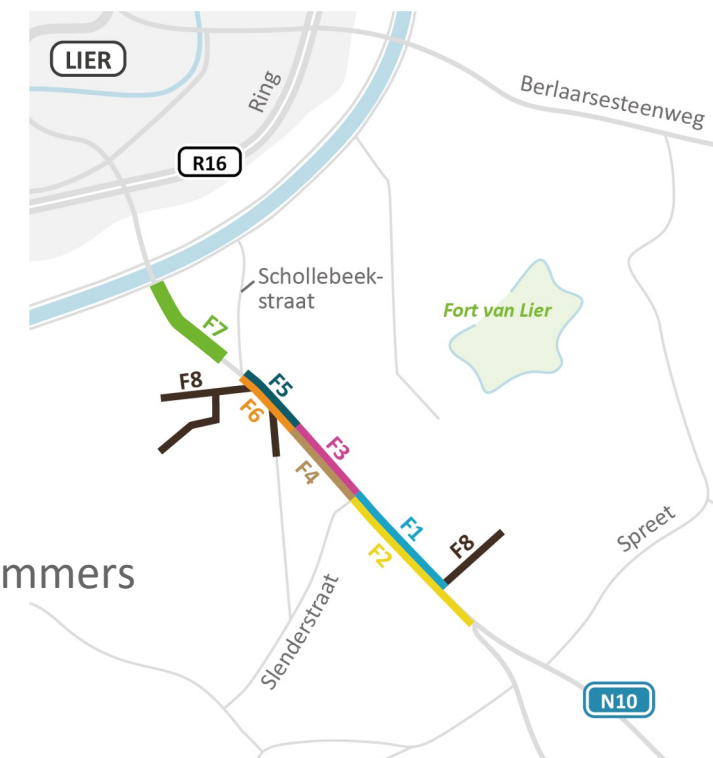 LIER
Ring
Berlaarsesteenweg
R16
Schollebeek-
straat
Fort van Lier
F7
F8
F5
F6
F3
F4
F1
F2
F8
Spreet
mmers
Slenderstraat
N10